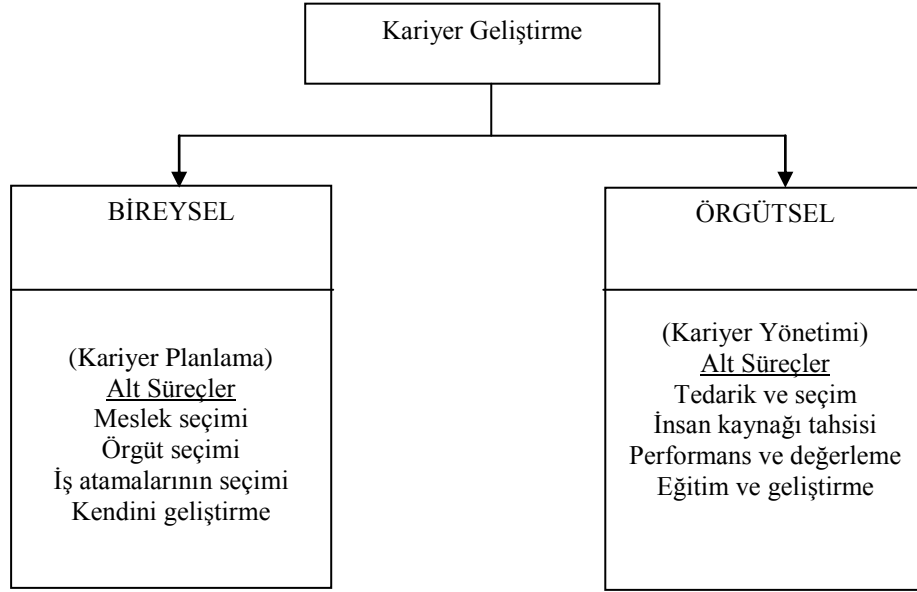 Kariyer Geliştirme
BİREYSEL
(Kariyer Planlama)
Alt Süreçler
Meslek seçimi
Örgüt seçimi
İş atamalarının seçimi
Kendini geliştirme
ÖRGÜTSEL
(Kariyer Yönetimi)
Alt Süreçler
Tedarik ve seçim
İnsan kaynağı tahsisi
Performans ve değerleme
Eğitim ve geliştirme